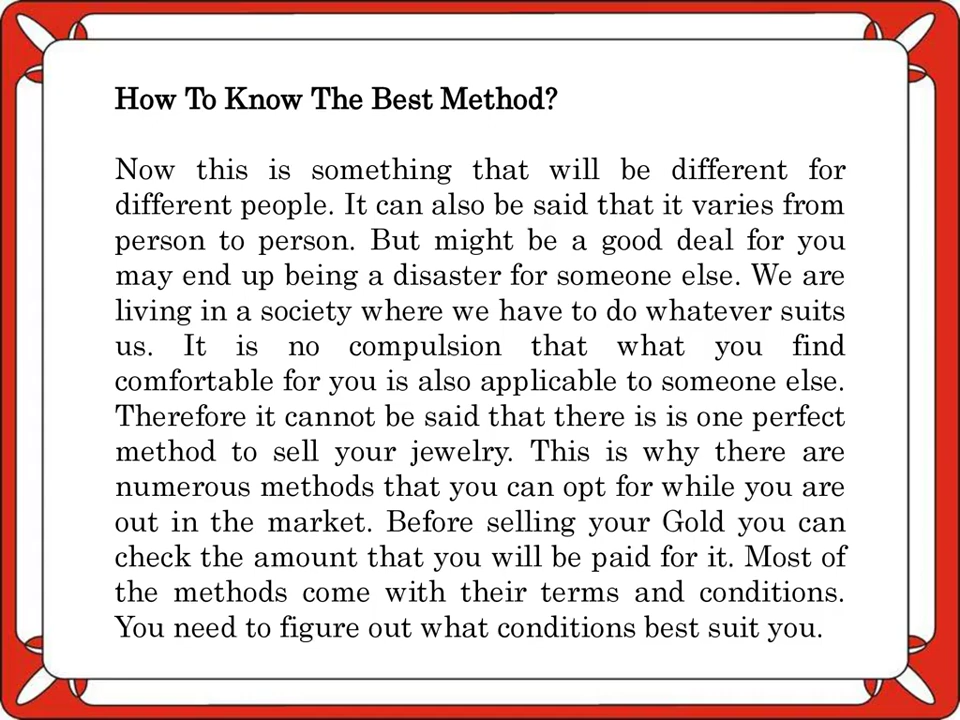 How To Know The Best Method?
Now this is something that will be different for
different people. It can also be said that it varies from
person to person. But might be a good deal for you
may end up being a disaster for someone else. We are
living in a society where we have to do whatever suits
us. It is no compulsion that what you find
comfortable for you is also applicable to someone else.
Therefore it cannot be said that there is is one perfect
method to sell your jewelry. This is why there are
numerous methods that you can opt for while you are
out in the market. Before selling your Gold you can
check the amount that you will be paid for it. Most of
the methods come with their terms and conditions.
You need to figure out what conditions best suit you.